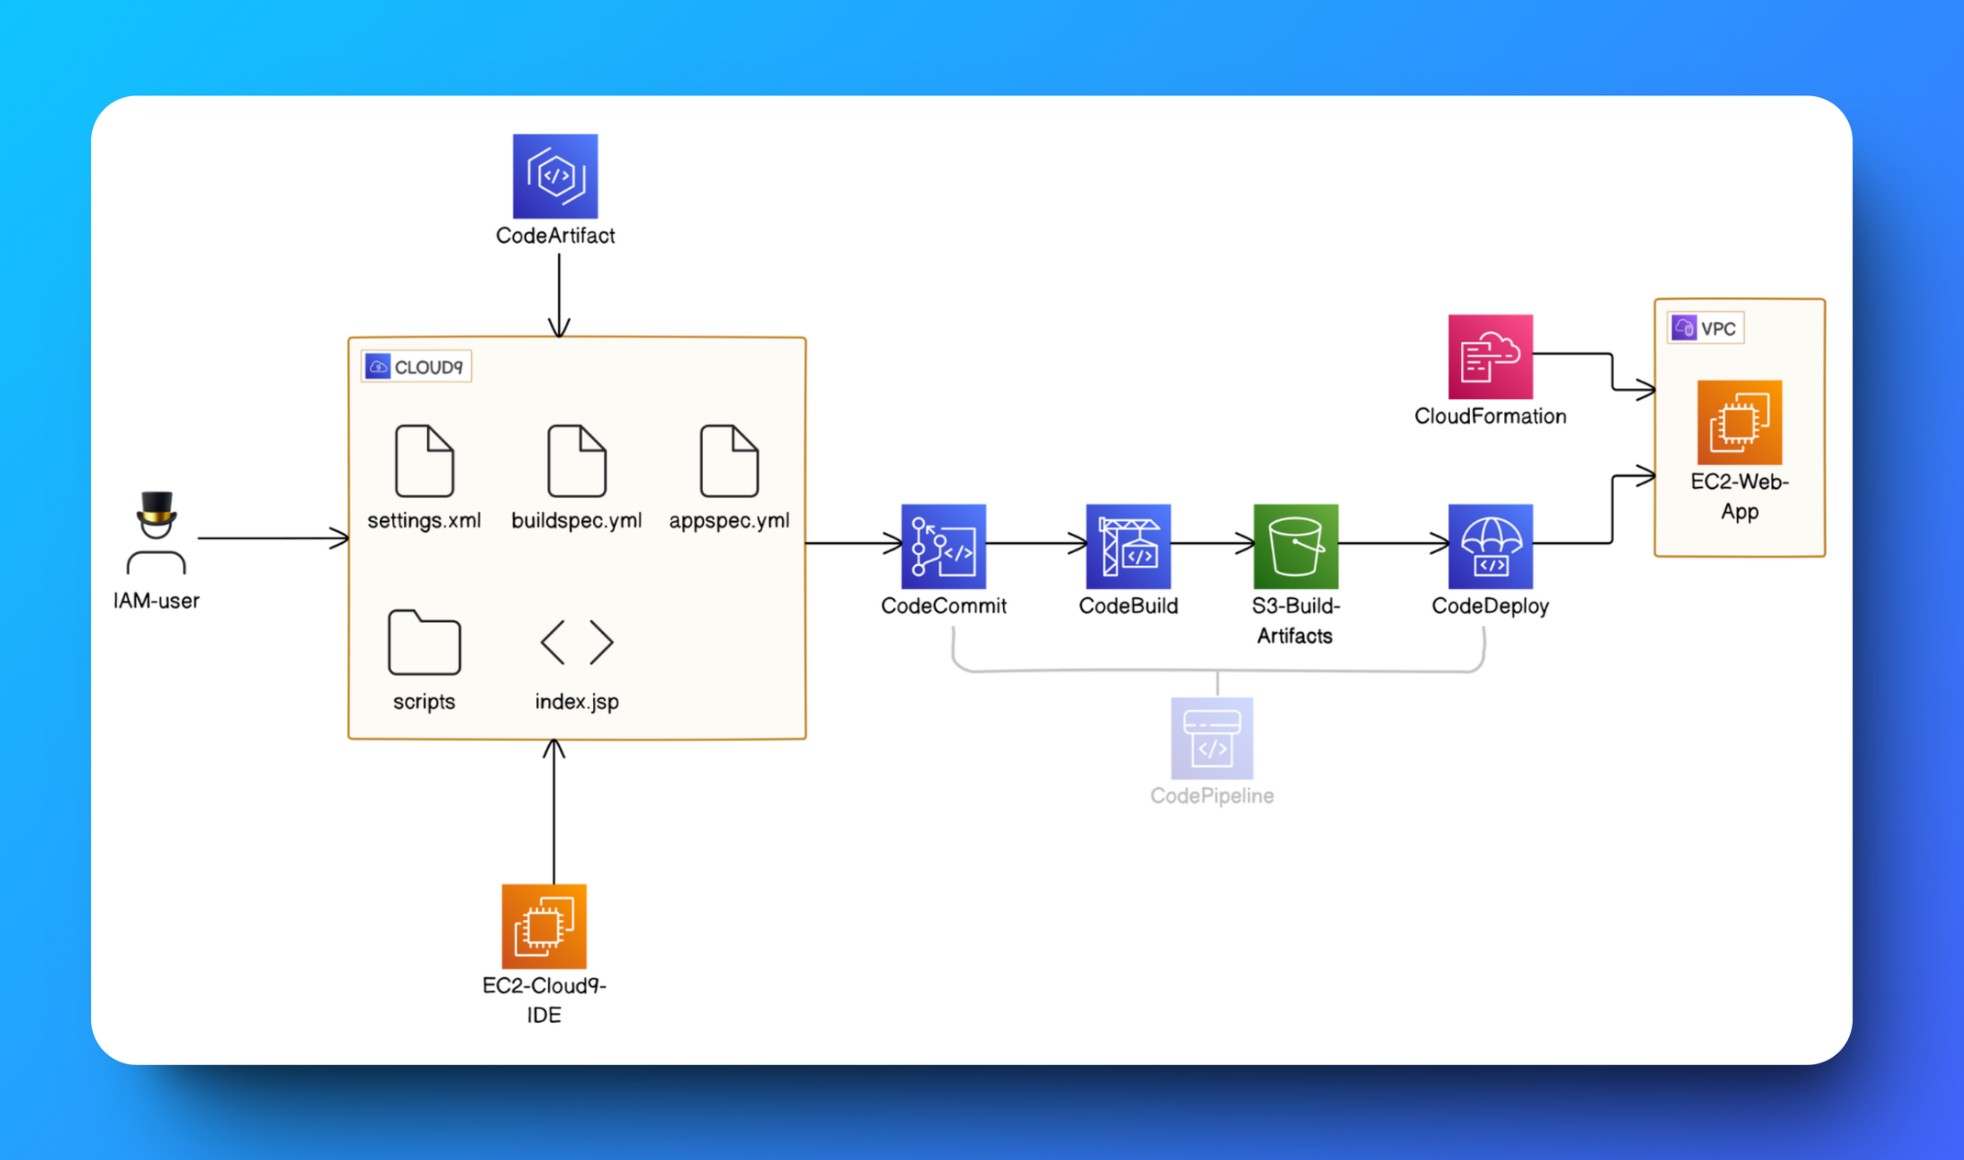 CodeArtifact
CLOUD9
settings.xml
buildspec.yml
appspec.yml
scripts
index.jsp
IAM-user
EC2-Cloud9-
IDE
CodeCommit
CodeBuild
S3-Build-
Artifacts
CodeDeploy
CodePipeline
CloudFormation
VPC
EC2-Web-
App